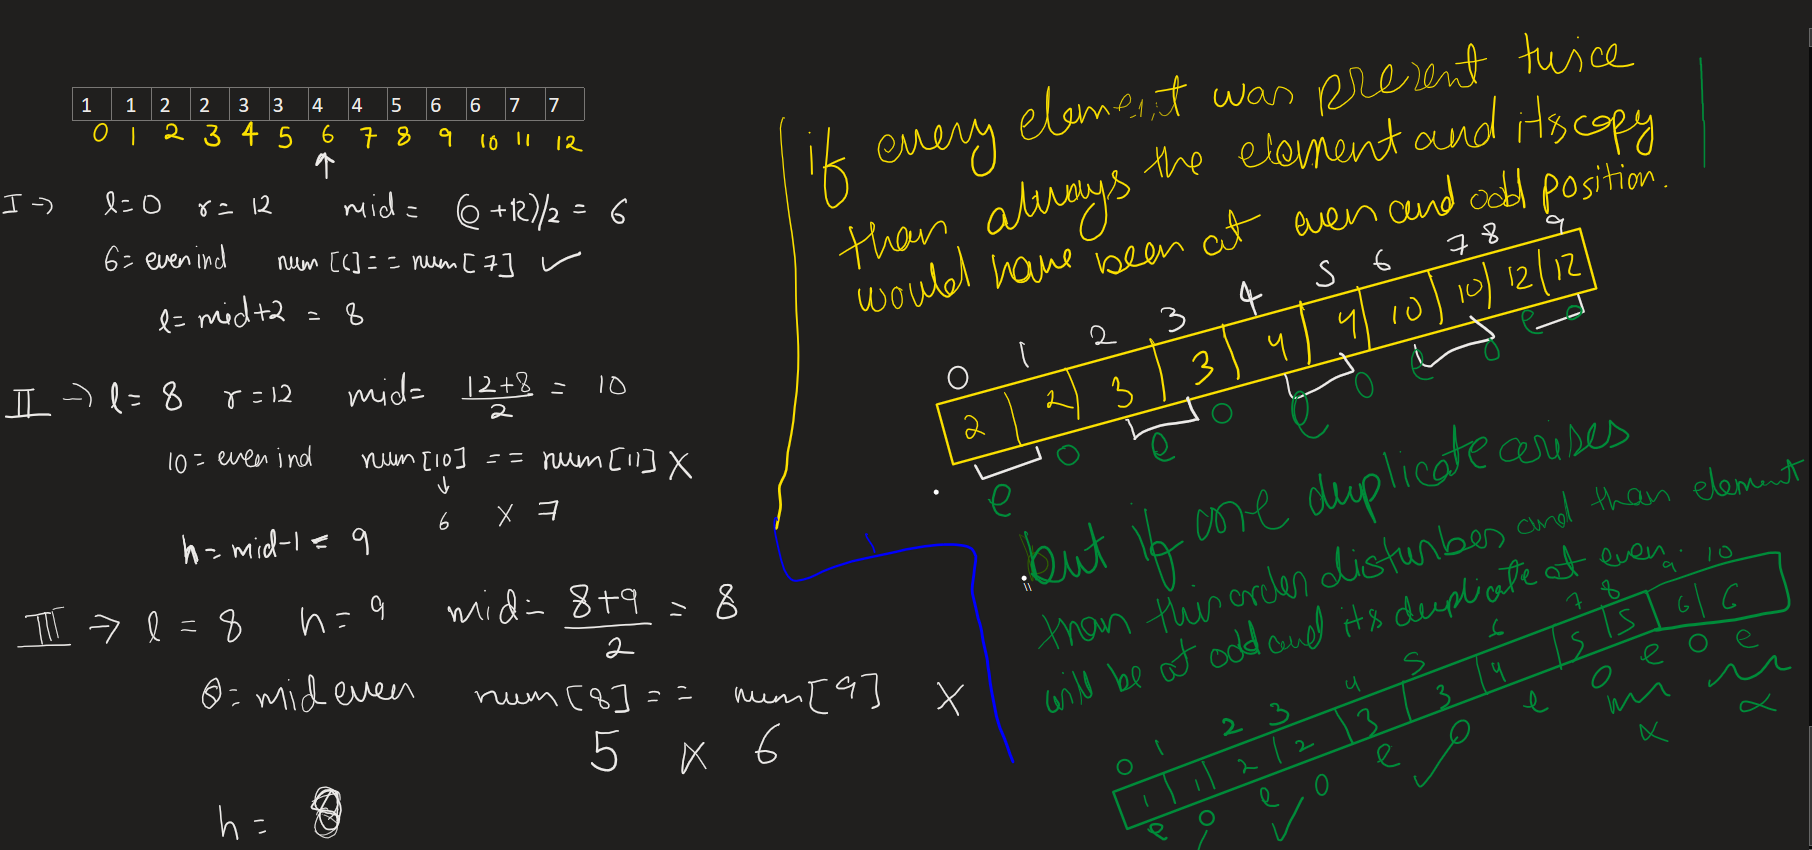 1 1 2 2 3 3 4 4 5 6 6 7 7
0 1 2 3 4 5 6 7 8 9 10 11 12
I → l=0 r= 12 mid = (0+12)/2 = 6
6= even ind num [6]== num[7] ✓
l= mid+2 = 8
II → l= 8 r=12 mid= 12+8/2 = 10
10= even ind num[10] == num[11] X
6 X 7
h= mid-1 = 9
III → l = 8 h= 9 mid= 8+9/2 = 8
8= mid even num[8]== num[9] X
5 X 6
h =
if every element was present twice
than always the element and its copy
would have been at even and odd position.
0 1 2 3 4 5 6 7 8 9
2 2 3 3 4 4 10 10 12 12
e o e o e o e o e o
but if one duplicate arises
than this order disturbes and than element
will be at odd and its duplicate at even.
0 1 2 3 4 5 6 7 8 9 10
1 1 2 2 3 3 4 5 5 6 6
e o e o e o e o e o e
✓ ✓ x x